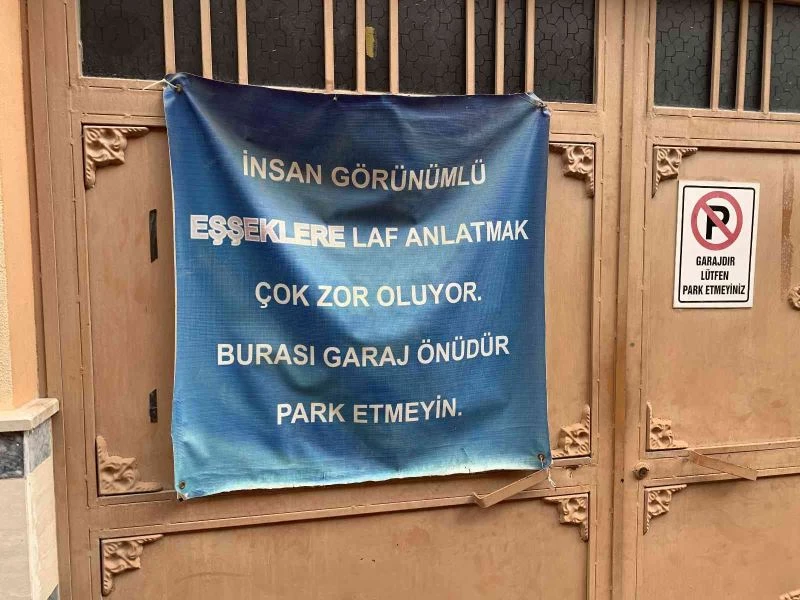 İNSAN GÖRÜNÜMLÜ
EŞŞEKLERE LAF ANLATMAK
ÇOK ZOR OLUYOR.
BURASI GARAJ ÖNÜDÜR
PARK ETMEYİN.
P
GARAJDIR
LÜTFEN
PARK ETMEYİNİZ